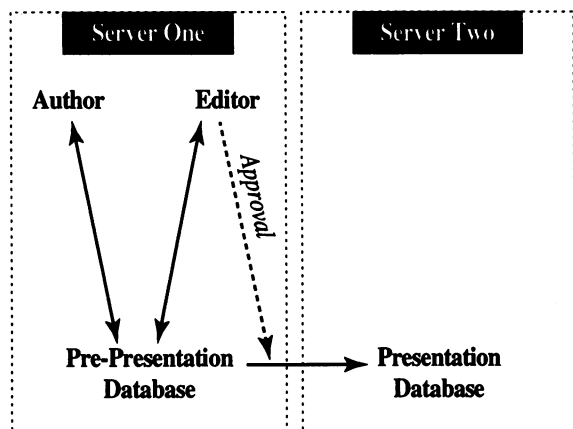 Server One
Server Two
Author
Editor
Approval
Pre-Presentation
Database
Presentation
Database